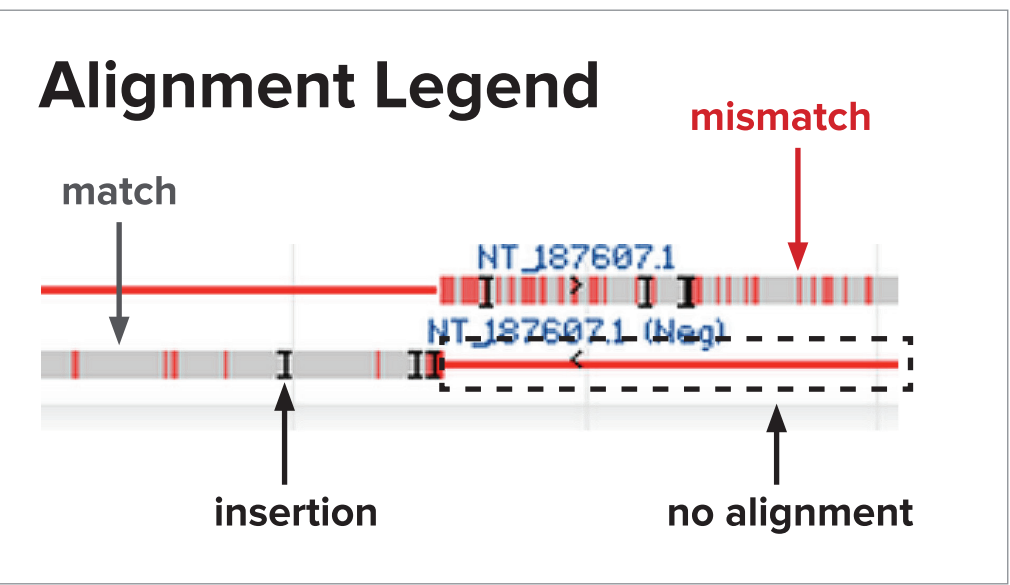 Alignment Legend
mismatch
match
NT_187607.1
NT_187607.1 (Neg)
insertion
no alignment